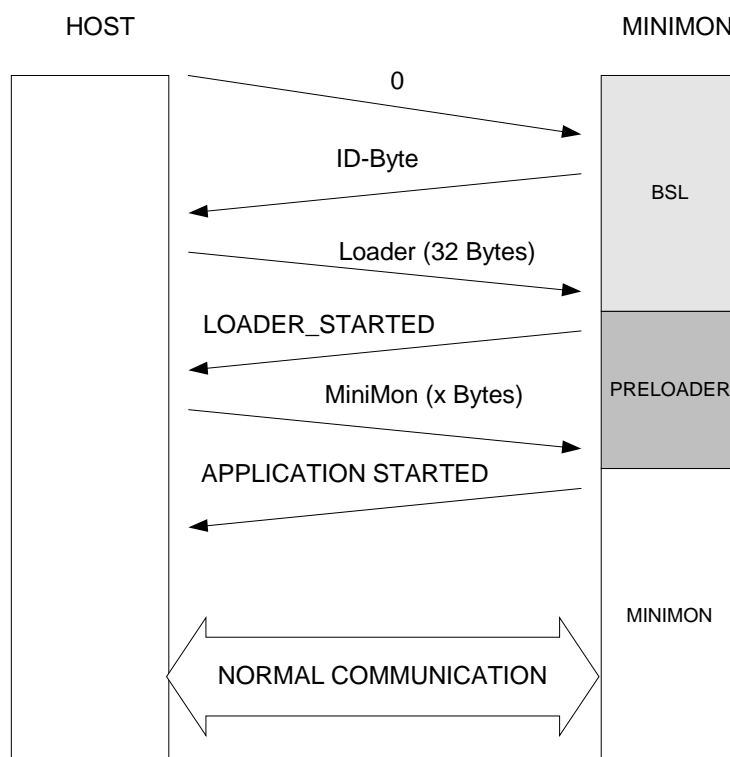 HOST
MINIMON
0
ID-Byte
BSL
Loader (32 Bytes)
LOADER_STARTED
PRELOADER
MiniMon (x Bytes)
APPLICATION STARTED
MINIMON
NORMAL COMMUNICATION